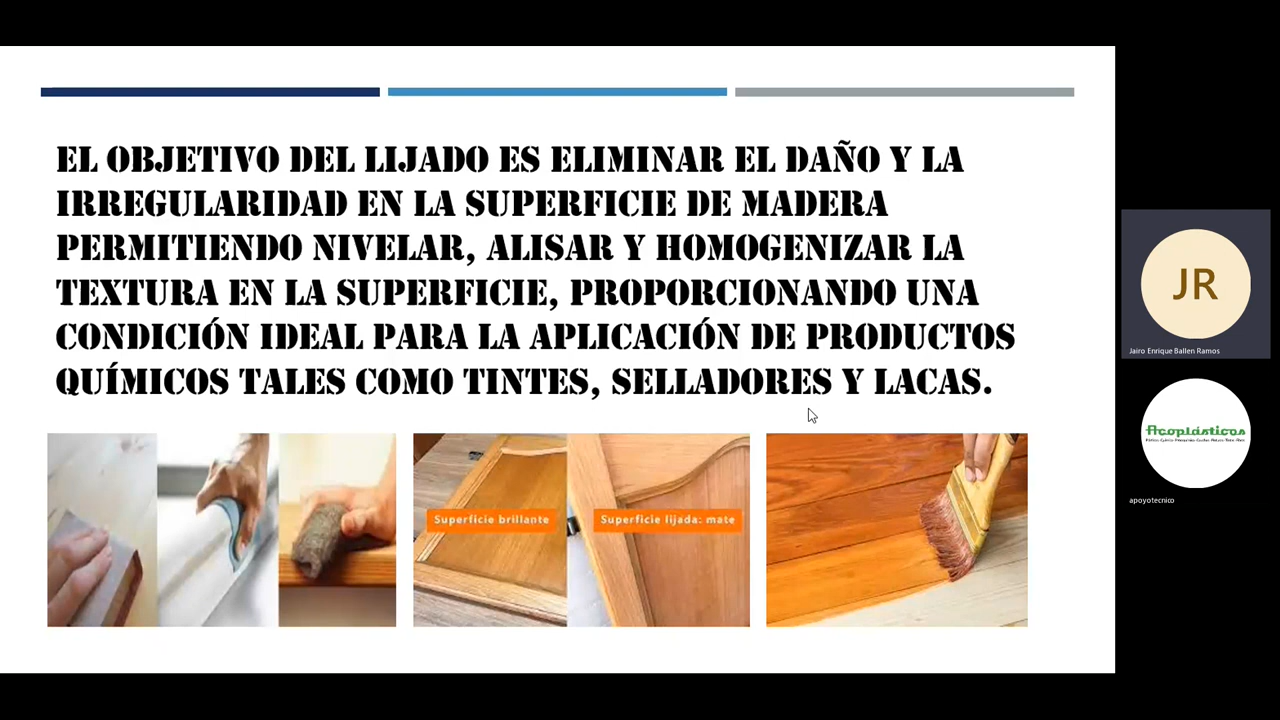 EL OBJETIVO DEL LIJADO ES ELIMINAR EL DAÑO Y LA
IRREGULARIDAD EN LA SUPERFICIE DE MADERA
PERMITIENDO NIVELAR, ALISAR Y HOMOGENIZAR LA
TEXTURA EN LA SUPERFICIE, PROPORCIONANDO UNA
CONDICIÓN IDEAL PARA LA APLICACIÓN DE PRODUCTOS
QUÍMICOS TALES COMO TINTES, SELLADORES Y LACAS.
Superficie brillante
Superficie lijada: mate
JR
Jairo Enrique Ballen Ramos
Acoplásticos
apoyotecnico